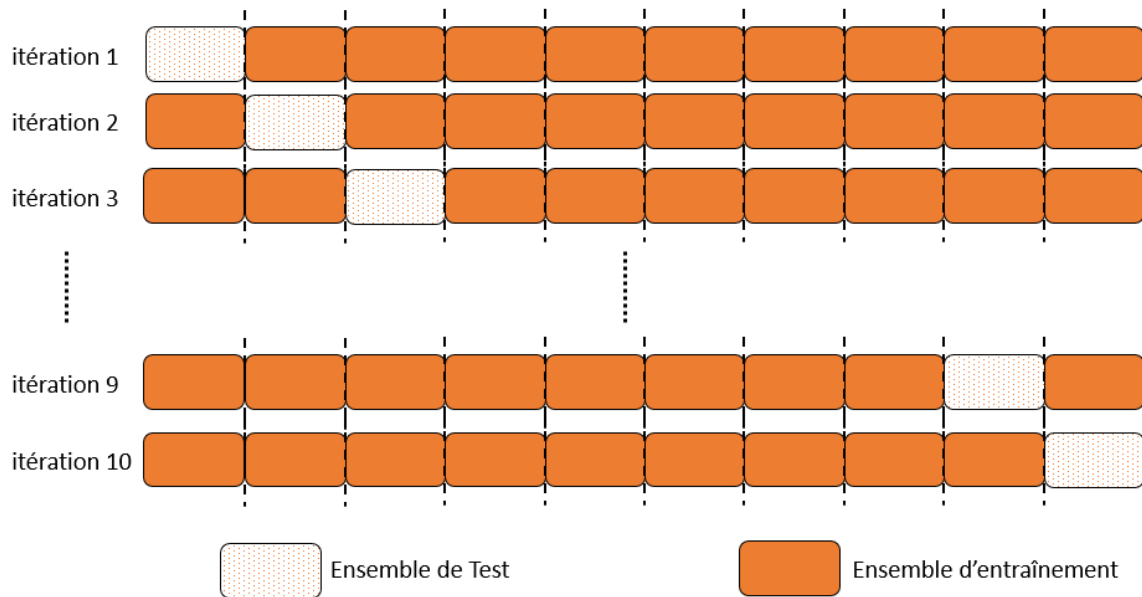 itération 1
itération 2
itération 3
itération 9
itération 10
Ensemble de Test
Ensemble d’entraînement